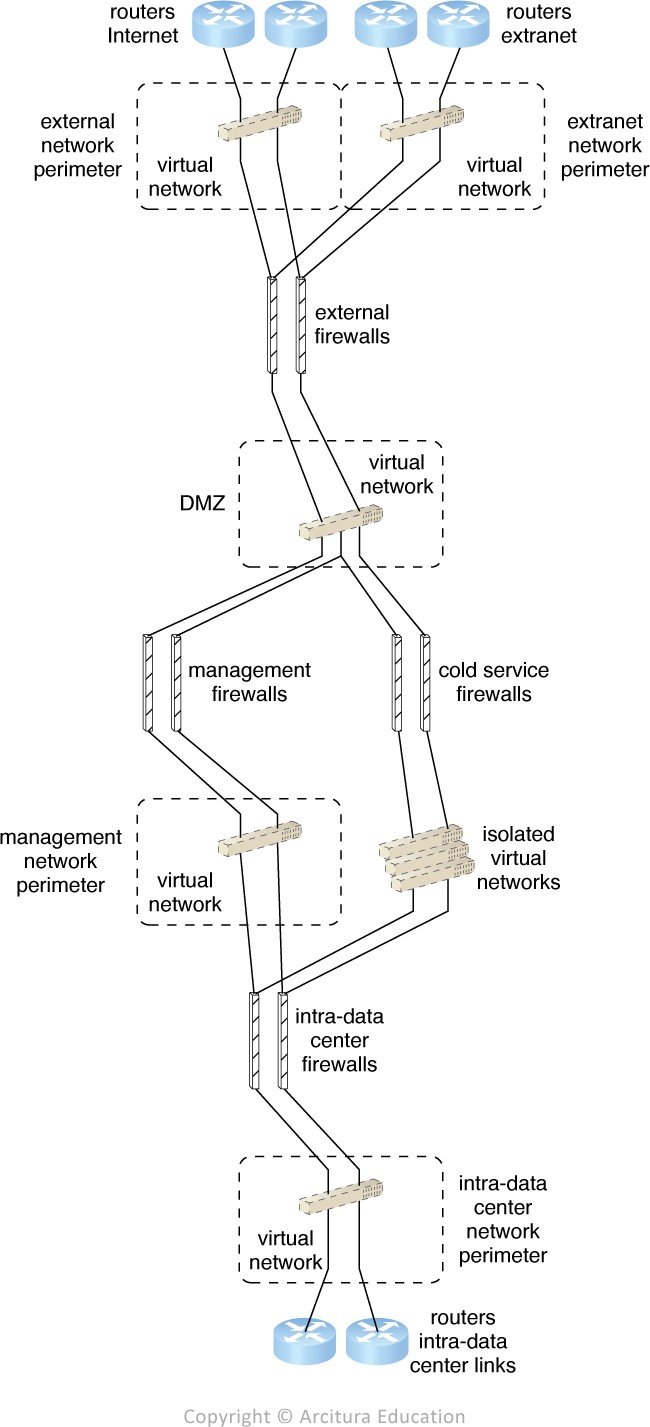 routers
Internet
routers
extranet
external
network
perimeter
virtual
network
virtual
network
extranet
network
perimeter
external
firewalls
DMZ
virtual
network
management
firewalls
cold service
firewalls
management
network
perimeter
virtual
network
isolated
virtual
networks
intra-data
center
firewalls
virtual
network
intra-data
center
network
perimeter
routers
intra-data
center links
Copyright © Arcitura Education